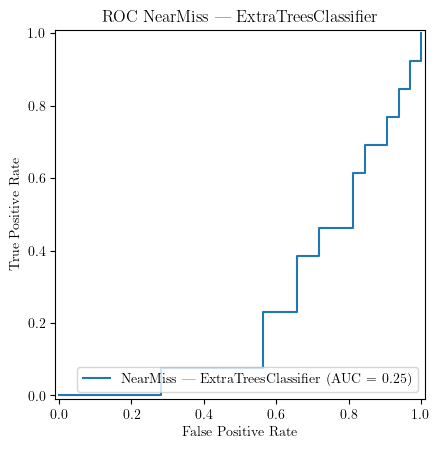 ROC NearMiss — ExtraTreesClassifier
1.0
0.8
0.6
0.4
0.2
0.0
True Positive Rate
NearMiss — ExtraTreesClassifier (AUC = 0.25)
0.0 0.2 0.4 0.6 0.8 1.0
False Positive Rate